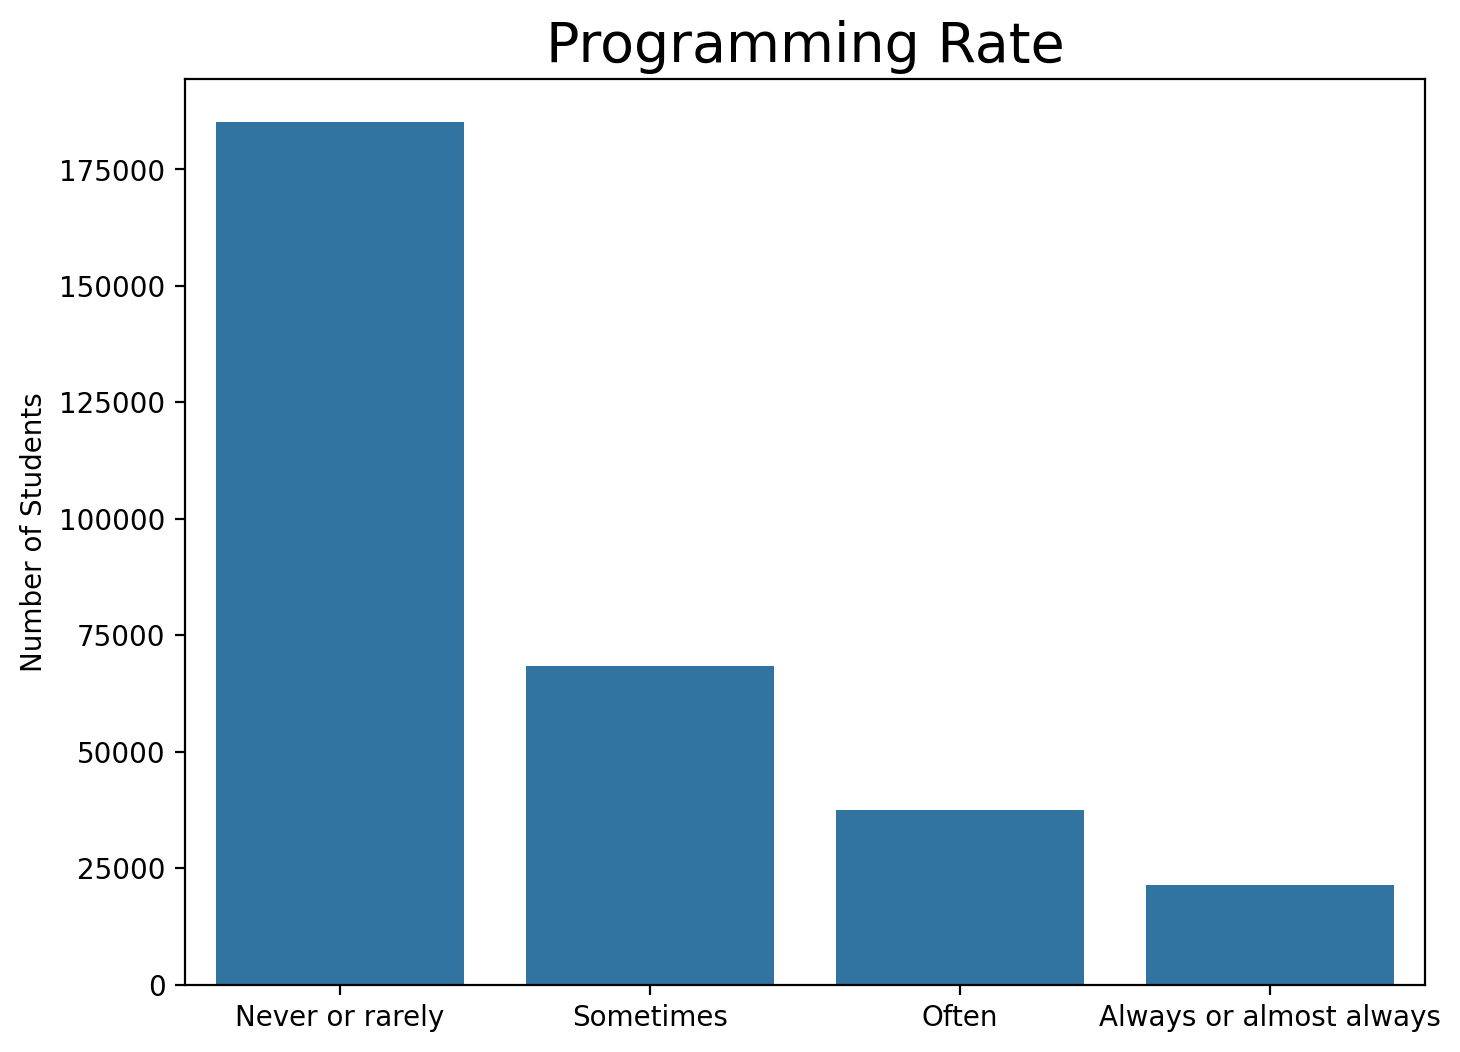 Programming Rate
Number of Students
175000
150000
125000
100000
75000
50000
25000
0
Never or rarely
Sometimes
Often
Always or almost always